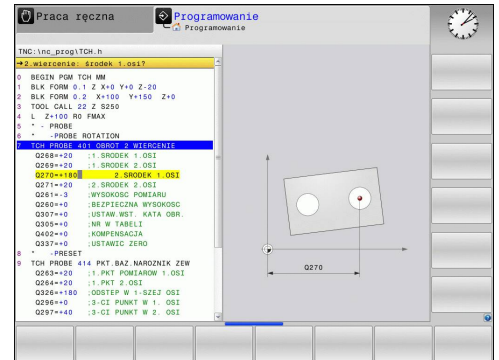 Praca ręczna
Programowanie
Programowanie
TNC:\nc_prog\TCH.h
→2.wiercenie: środek 1.osi?
0 BEGIN PGM TCH MM
1 BLK FORM 0.1 Z X+0 Y+0 Z-20
2 BLK FORM 0.2 X+100 Y+150 Z+0
3 TOOL CALL 22 Z S250
4 L Z+100 R0 FMAX
5 * - PROBE
6 * -PROBE ROTATION
7 TCH PROBE 401 OBROT 2 WIERCENIE
Q268=+20 ;1.SRODEK 1.OSI
Q269=+20 ;1.SRODEK 2.OSI
Q270=+180 2.SRODEK 1.OSI
Q271=+20 ;2.SRODEK 2.OSI
Q261=-3 ;WYSOKOSC POMIARU
Q260=+0 ;BEZPIECZNA WYSOKOSC
Q307=+0 ;USTAW.WST. KATA OBR.
Q305=+0 ;NR W TABELI
Q402=+0 ;KOMPENSACJA
Q337=+0 ;USTAWIC ZERO
8 * -PRESET
9 TCH PROBE 414 PKT.BAZ.NAROZNIK ZEW
Q263=+20 ;1.PKT POMIAROW 1.OSI
Q264=+20 ;1.PKT 2.OSI
Q326=+180 ;ODSTEP W 1-SZEJ OSI
Q296=+0 ;3-CI PUNKT W 1. OSI
Q297=+40 ;3-CI PUNKT W 2. OSI
Q270